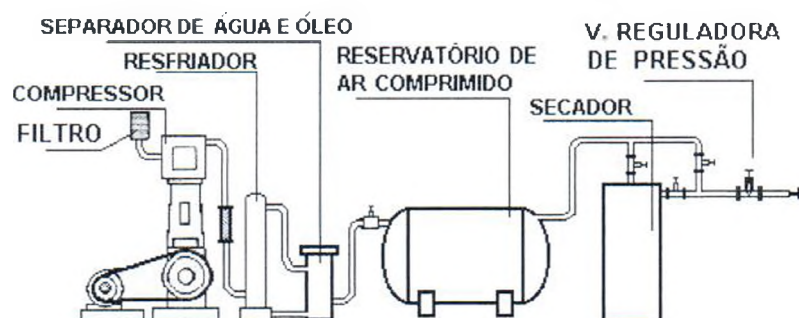 SEPARADOR DE ÁGUA E ÓLEO
RESFRIADOR
COMPRESSOR
FILTRO
RESERVATÓRIO DE
AR COMPRIMIDO
SECADOR
V. REGULADORA
DE PRESSÃO